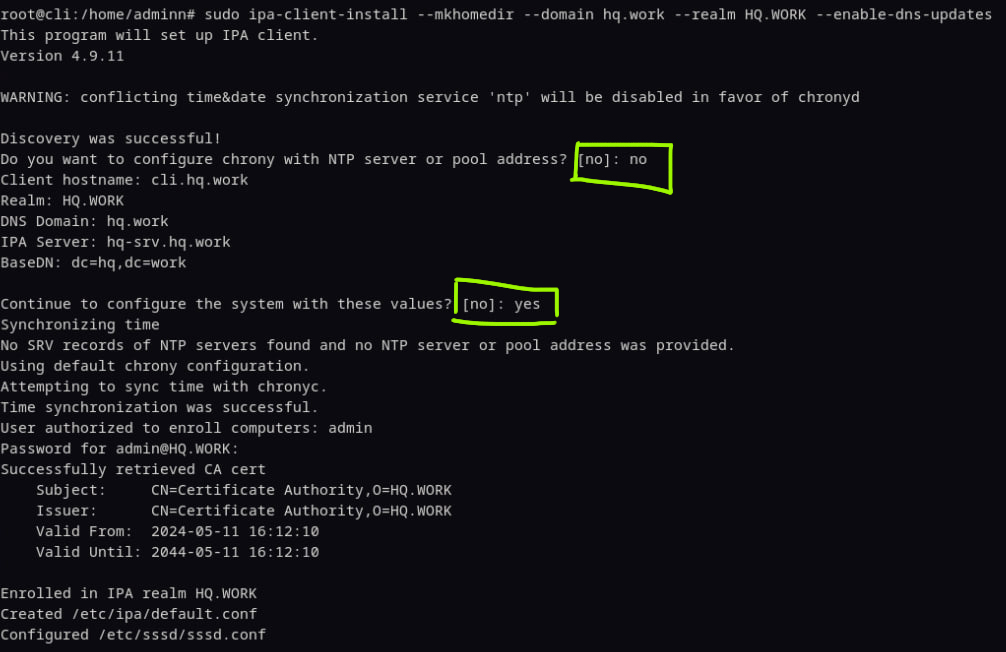 root@cli:/home/adminn# sudo ipa-client-install --mkhomedir --domain hq.work --realm HQ.WORK --enable-dns-updates
This program will set up IPA client.
Version 4.9.11
WARNING: conflicting time&date synchronization service 'ntp' will be disabled in favor of chronyd
Discovery was successful!
Do you want to configure chrony with NTP server or pool address? [no]: no
Client hostname: cli.hq.work
Realm: HQ.WORK
DNS Domain: hq.work
IPA Server: hq-srv.hq.work
BaseDN: dc=hq,dc=work
Continue to configure the system with these values? [no]: yes
Synchronizing time
No SRV records of NTP servers found and no NTP server or pool address was provided.
Using default chrony configuration.
Attempting to sync time with chronyc.
Time synchronization was successful.
User authorized to enroll computers: admin
Password for admin@HQ.WORK:
Successfully retrieved CA cert
Subject: CN=Certificate Authority,O=HQ.WORK
Issuer: CN=Certificate Authority,O=HQ.WORK
Valid From: 2024-05-11 16:12:10
Valid Until: 2044-05-11 16:12:10
Enrolled in IPA realm HQ.WORK
Created /etc/ipa/default.conf
Configured /etc/sssd/sssd.conf